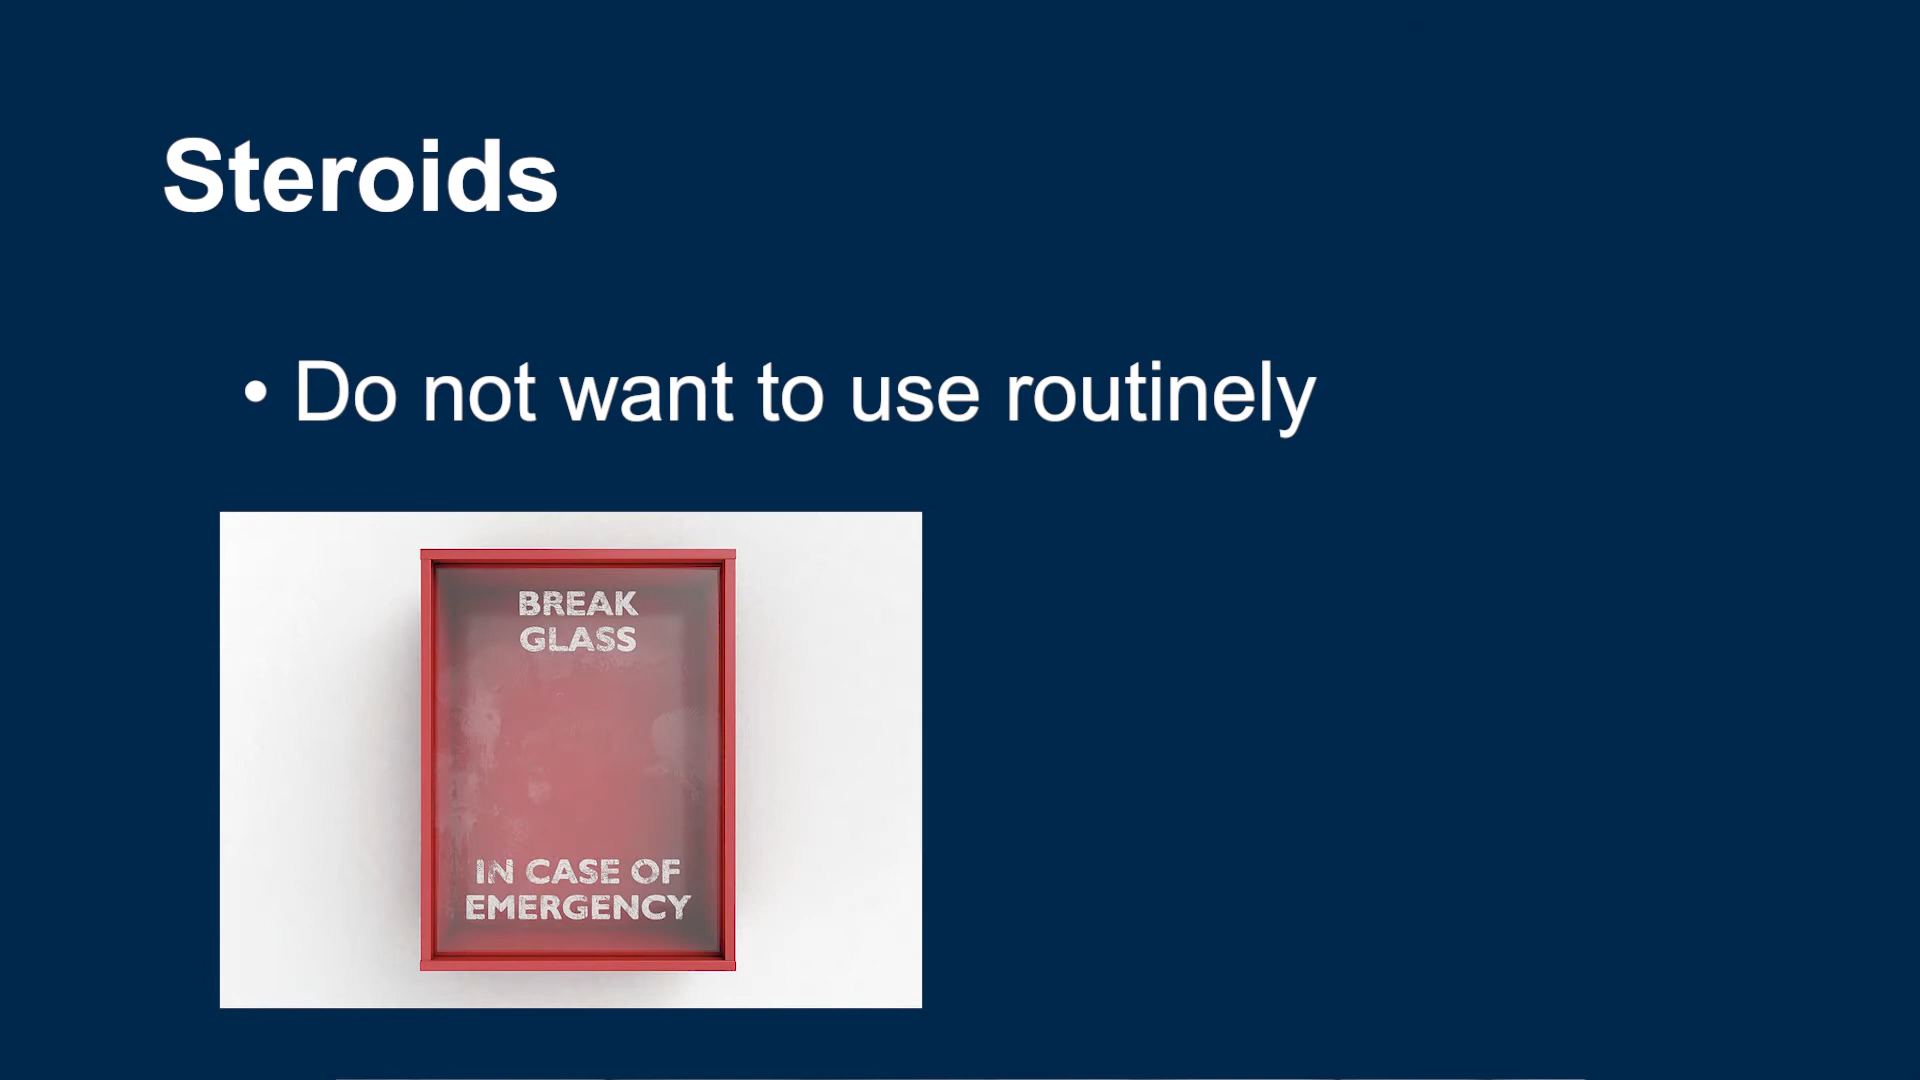 Steroids
• Do not want to use routinely
BREAK
GLASS
IN CASE OF
EMERGENCY